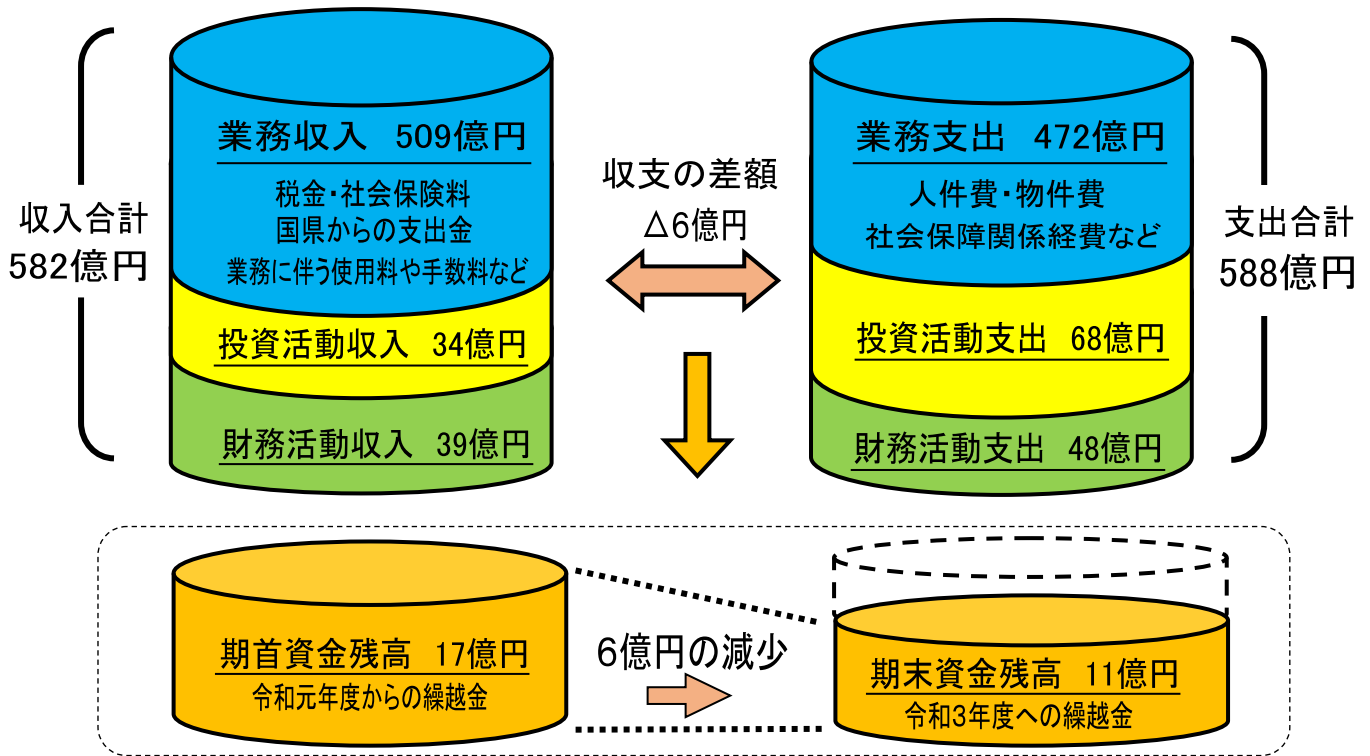 収入合計
582億円
業務収入 509億円
税金・社会保険料
国県からの支出金
業務に伴う使用料や手数料など
投資活動収入 34億円
財務活動収入 39億円
収支の差額
△6億円
業務支出 472億円
人件費・物件費
社会保障関係経費など
投資活動支出 68億円
財務活動支出 48億円
支出合計
588億円
期首資金残高 17億円
令和元年度からの繰越金
6億円の減少
期末資金残高 11億円
令和3年度への繰越金